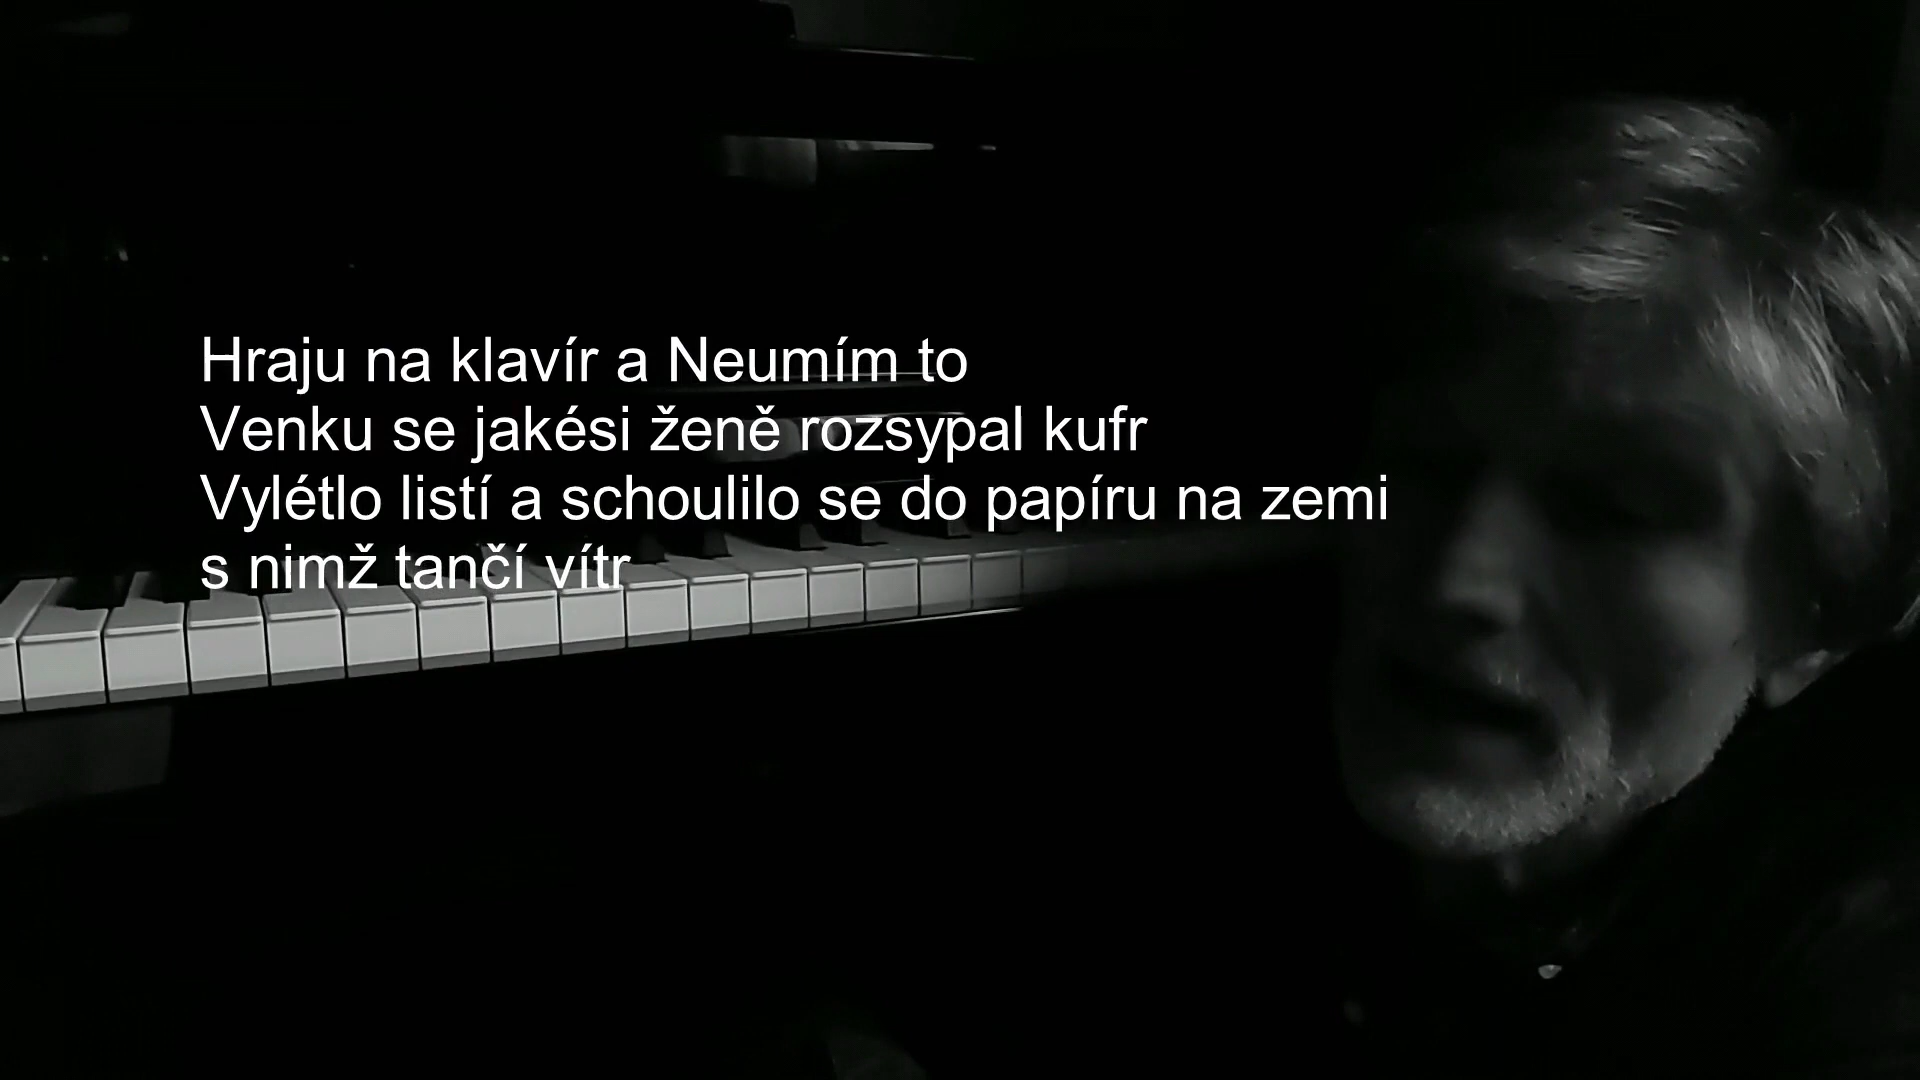 Hraju na klavír a Neumím to
Venku se jakési ženě rozsypal kufr
Vylétlo listí a schoulilo se do papíru na zemi
s nimž tančí vítr